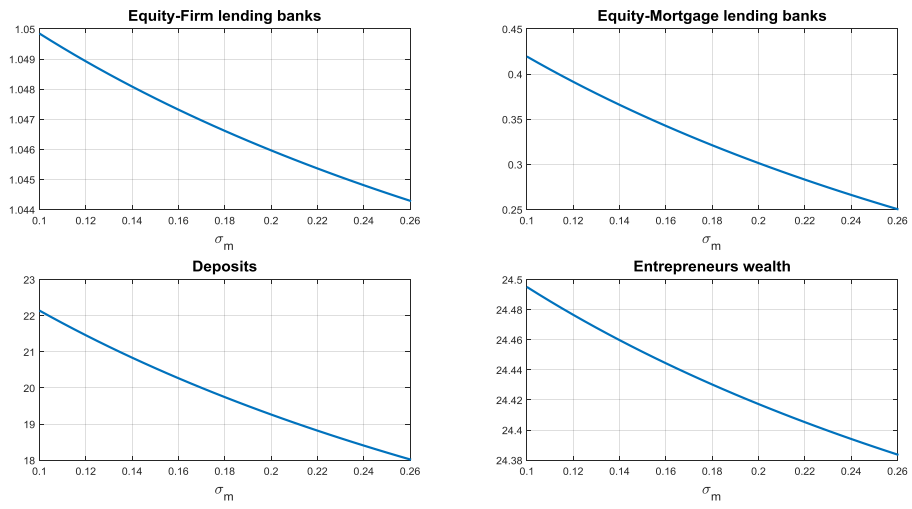 Equity-Firm lending banks
1.05
1.049
1.048
1.047
1.046
1.045
1.044
0.1 0.12 0.14 0.16 0.18 0.2 0.22 0.24 0.26
σm
Equity-Mortgage lending banks
0.45
0.4
0.35
0.3
0.25
0.1 0.12 0.14 0.16 0.18 0.2 0.22 0.24 0.26
σm
Deposits
23
22
21
20
19
18
0.1 0.12 0.14 0.16 0.18 0.2 0.22 0.24 0.26
σm
Entrepreneurs wealth
24.5
24.48
24.46
24.44
24.42
24.4
24.38
0.1 0.12 0.14 0.16 0.18 0.2 0.22 0.24 0.26
σm